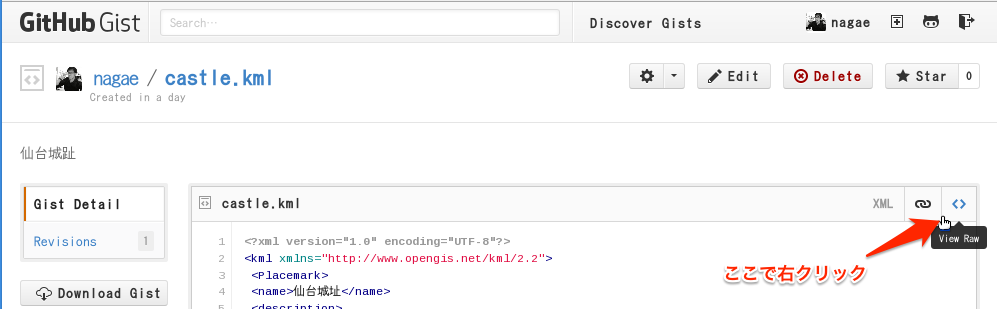 GitHub Gist Search… Discover Gists nagae
nagae / castle.kml Edit Delete Star 0
Created in a day
仙台城趾
Gist Detail
Revisions 1
Download Gist
castle.kml XML
View Raw
ここで右クリック
1 <?xml version="1.0" encoding="UTF-8"?>
2 <kml xmlns="http://www.opengis.net/kml/2.2">
3 <Placemark>
4 <name>仙台城址</name>
5 <description>